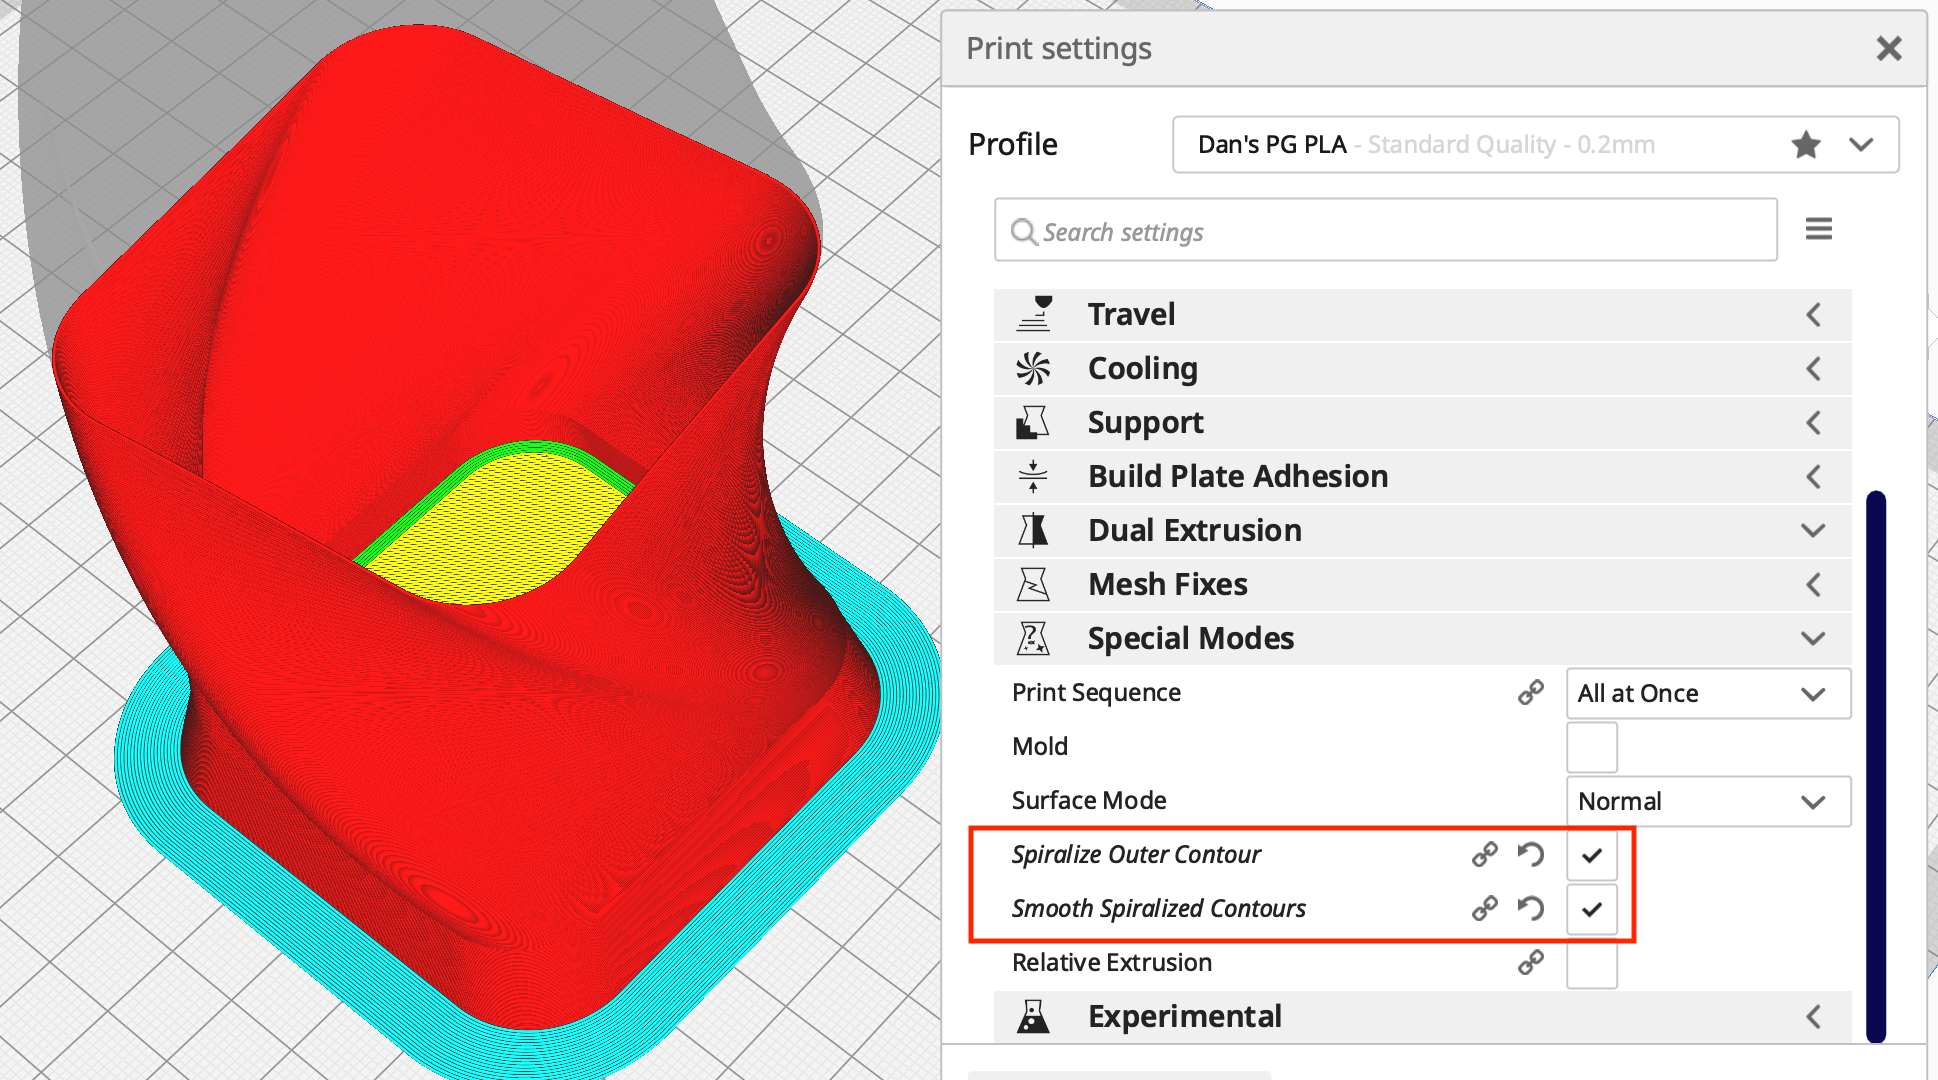 Print settings
Profile
Dan's PG PLA - Standard Quality - 0.2mm
Search settings
Travel
Cooling
Support
Build Plate Adhesion
Dual Extrusion
Mesh Fixes
Special Modes
Print Sequence All at Once
Mold
Surface Mode Normal
Spiralize Outer Contour
Smooth Spiralized Contours
Relative Extrusion
Experimental